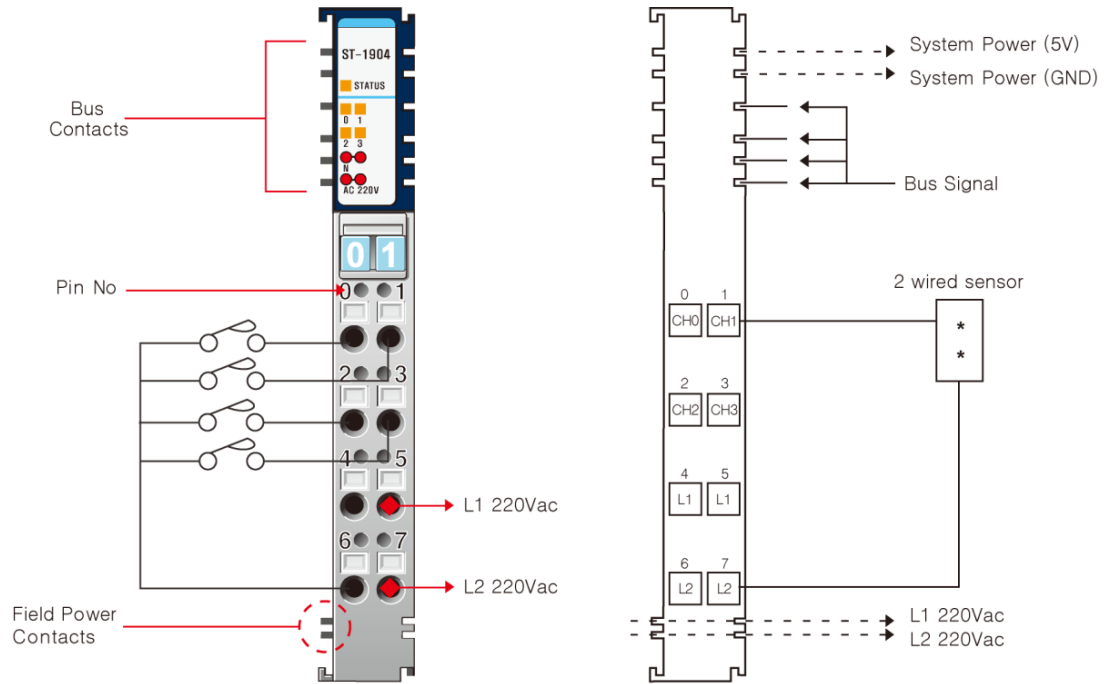 ST-1904
STATUS
0 1
2 3
N
AC 220V
Bus
Contacts
01
Pin No
0 1
2 3
4 5
L1 220Vac
6 7
L2 220Vac
Field Power
Contacts
System Power (5V)
System Power (GND)
Bus Signal
2 wired sensor
*
*
0 1
CH0 CH1
2 3
CH2 CH3
4 5
L1 L1
6 7
L2 L2
L1 220Vac
L2 220Vac